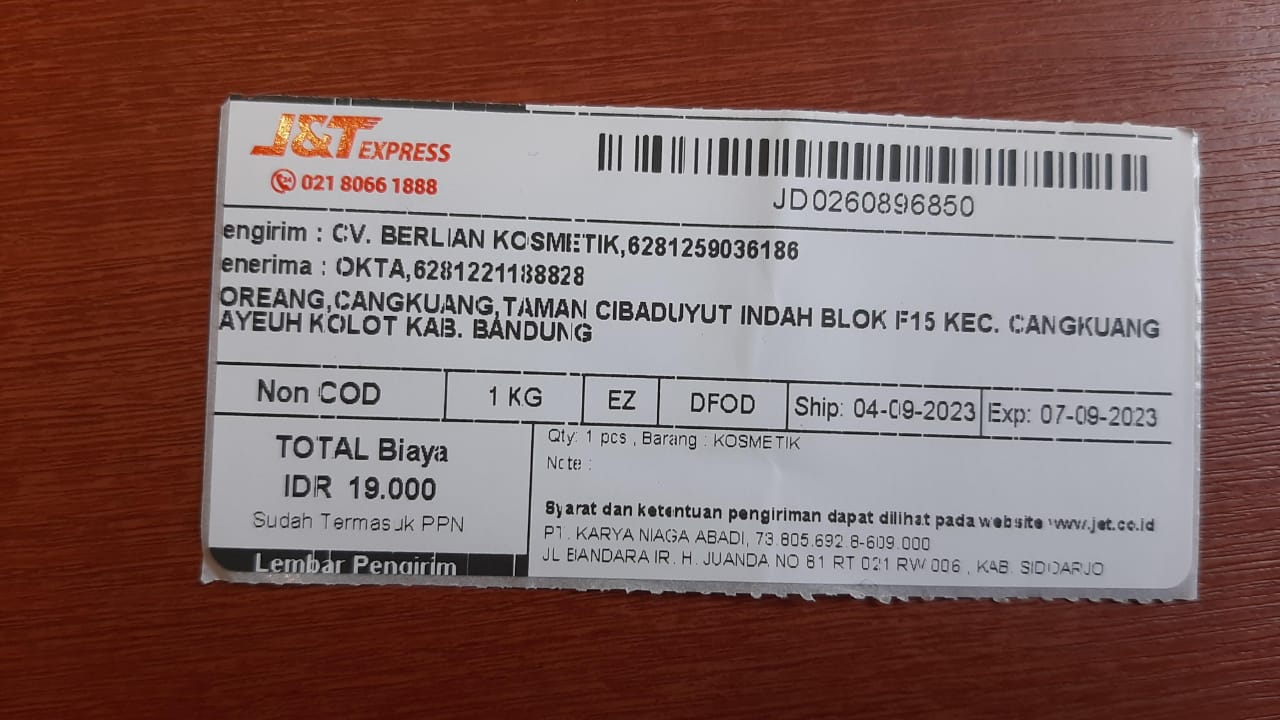 J&T EXPRESS
021 8066 1888
JD0260896850
engirim : CV. BERLIAN KOSMETIK,6281259036186
enerima : OKTA,6281221188828
OREANG,CANGKUANG,TAMAN CIBADUYUT INDAH BLOK F15 KEC. CANGKUANG
AYEUH KOLOT KAB. BANDUNG
Non COD 1 KG EZ DFOD Ship: 04-09-2023 Exp: 07-09-2023
TOTAL Biaya
IDR 19.000
Sudah Termasuk PPN
Lembar Pengirim
Qty: 1 pcs , Barang : KOSMETIK
Note :
Syarat dan ketentuan pengiriman dapat dilihat pada website www.jet.co.id
PT. KARYA NIAGA ABADI, 73.805.692.8-609.000
JL BANDARA IR. H. JUANDA NO 81 RT 021 RW 006 , KAB. SIDOARJO